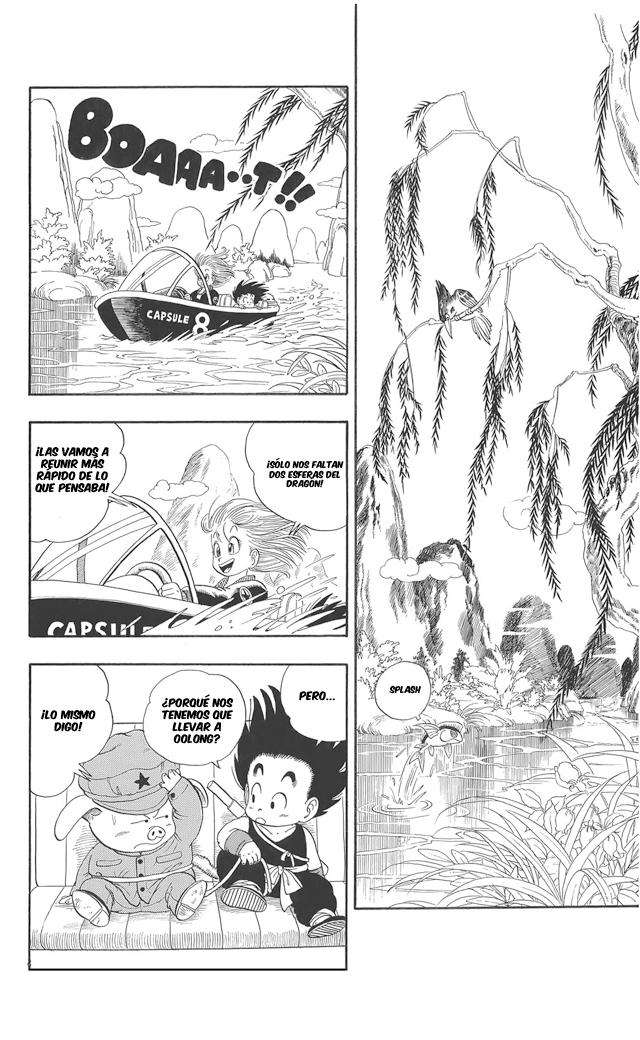 SPLASH
BOAAA··T!!
CAPSULE 8
¡SÓLO NOS FALTAN
DOS ESFERAS DEL
DRAGON!
¡LAS VAMOS A
REUNIR MÁS
RÁPIDO DE LO
QUE PENSABA!
CAPSULE
PERO...
¿PORQUÉ NOS
TENEMOS QUE
LLEVAR A
OOLONG?
¡LO MISMO
DIGO!